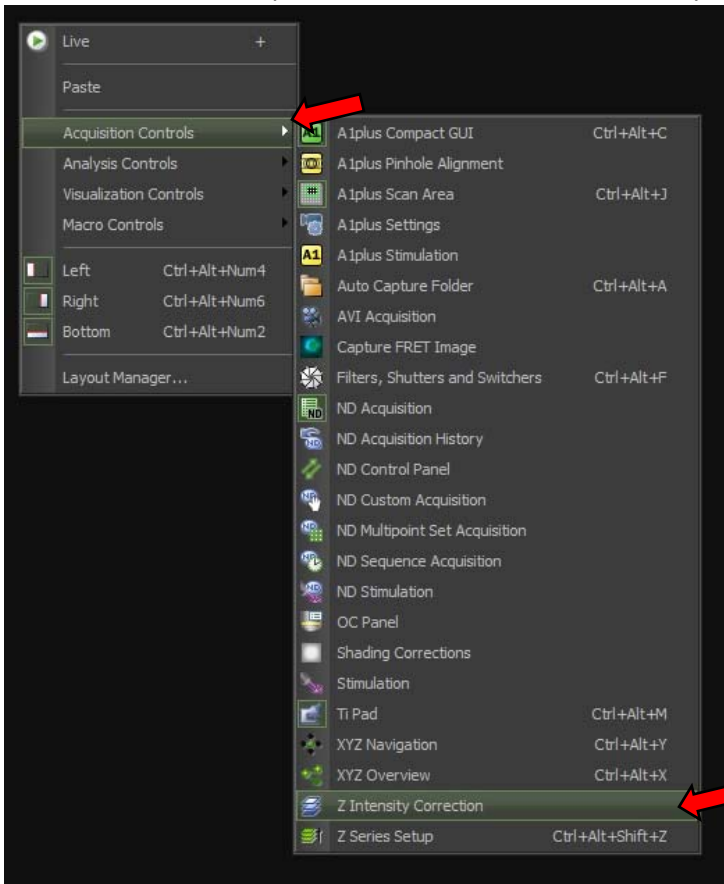 Live +
Paste
Acquisition Controls
Analysis Controls
Visualization Controls
Macro Controls
Left Ctrl+Alt+Num4
Right Ctrl+Alt+Num6
Bottom Ctrl+Alt+Num2
Layout Manager...
A1 A1plus Compact GUI Ctrl+Alt+C
A1plus Pinhole Alignment
A1plus Scan Area Ctrl+Alt+J
A1plus Settings
A1 A1plus Stimulation
Auto Capture Folder Ctrl+Alt+A
AVI Acquisition
Capture FRET Image
Filters, Shutters and Switchers Ctrl+Alt+F
ND ND Acquisition
ND Acquisition History
ND Control Panel
ND Custom Acquisition
ND Multipoint Set Acquisition
ND Sequence Acquisition
ND Stimulation
OC Panel
Shading Corrections
Stimulation
Ti Pad Ctrl+Alt+M
XYZ Navigation Ctrl+Alt+Y
XYZ Overview Ctrl+Alt+X
Z Intensity Correction
Z Series Setup Ctrl+Alt+Shift+Z